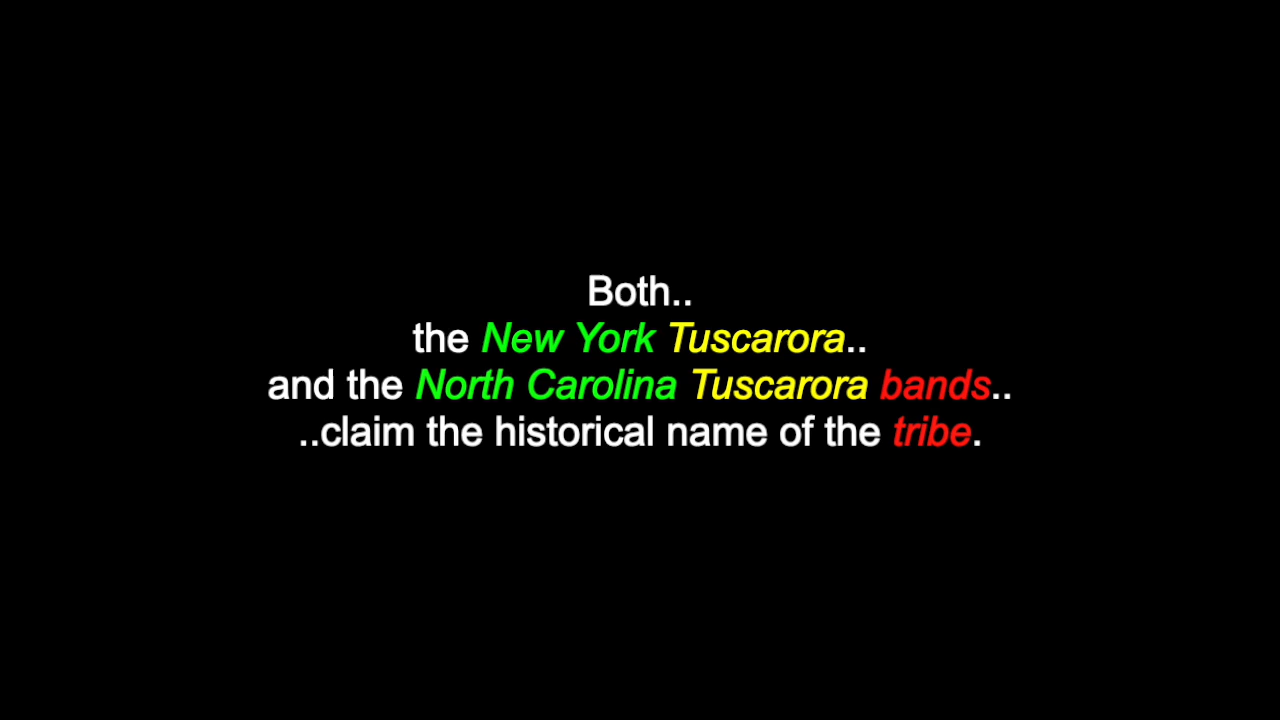 Both..
the New York Tuscarora..
and the North Carolina Tuscarora bands..
..claim the historical name of the tribe.